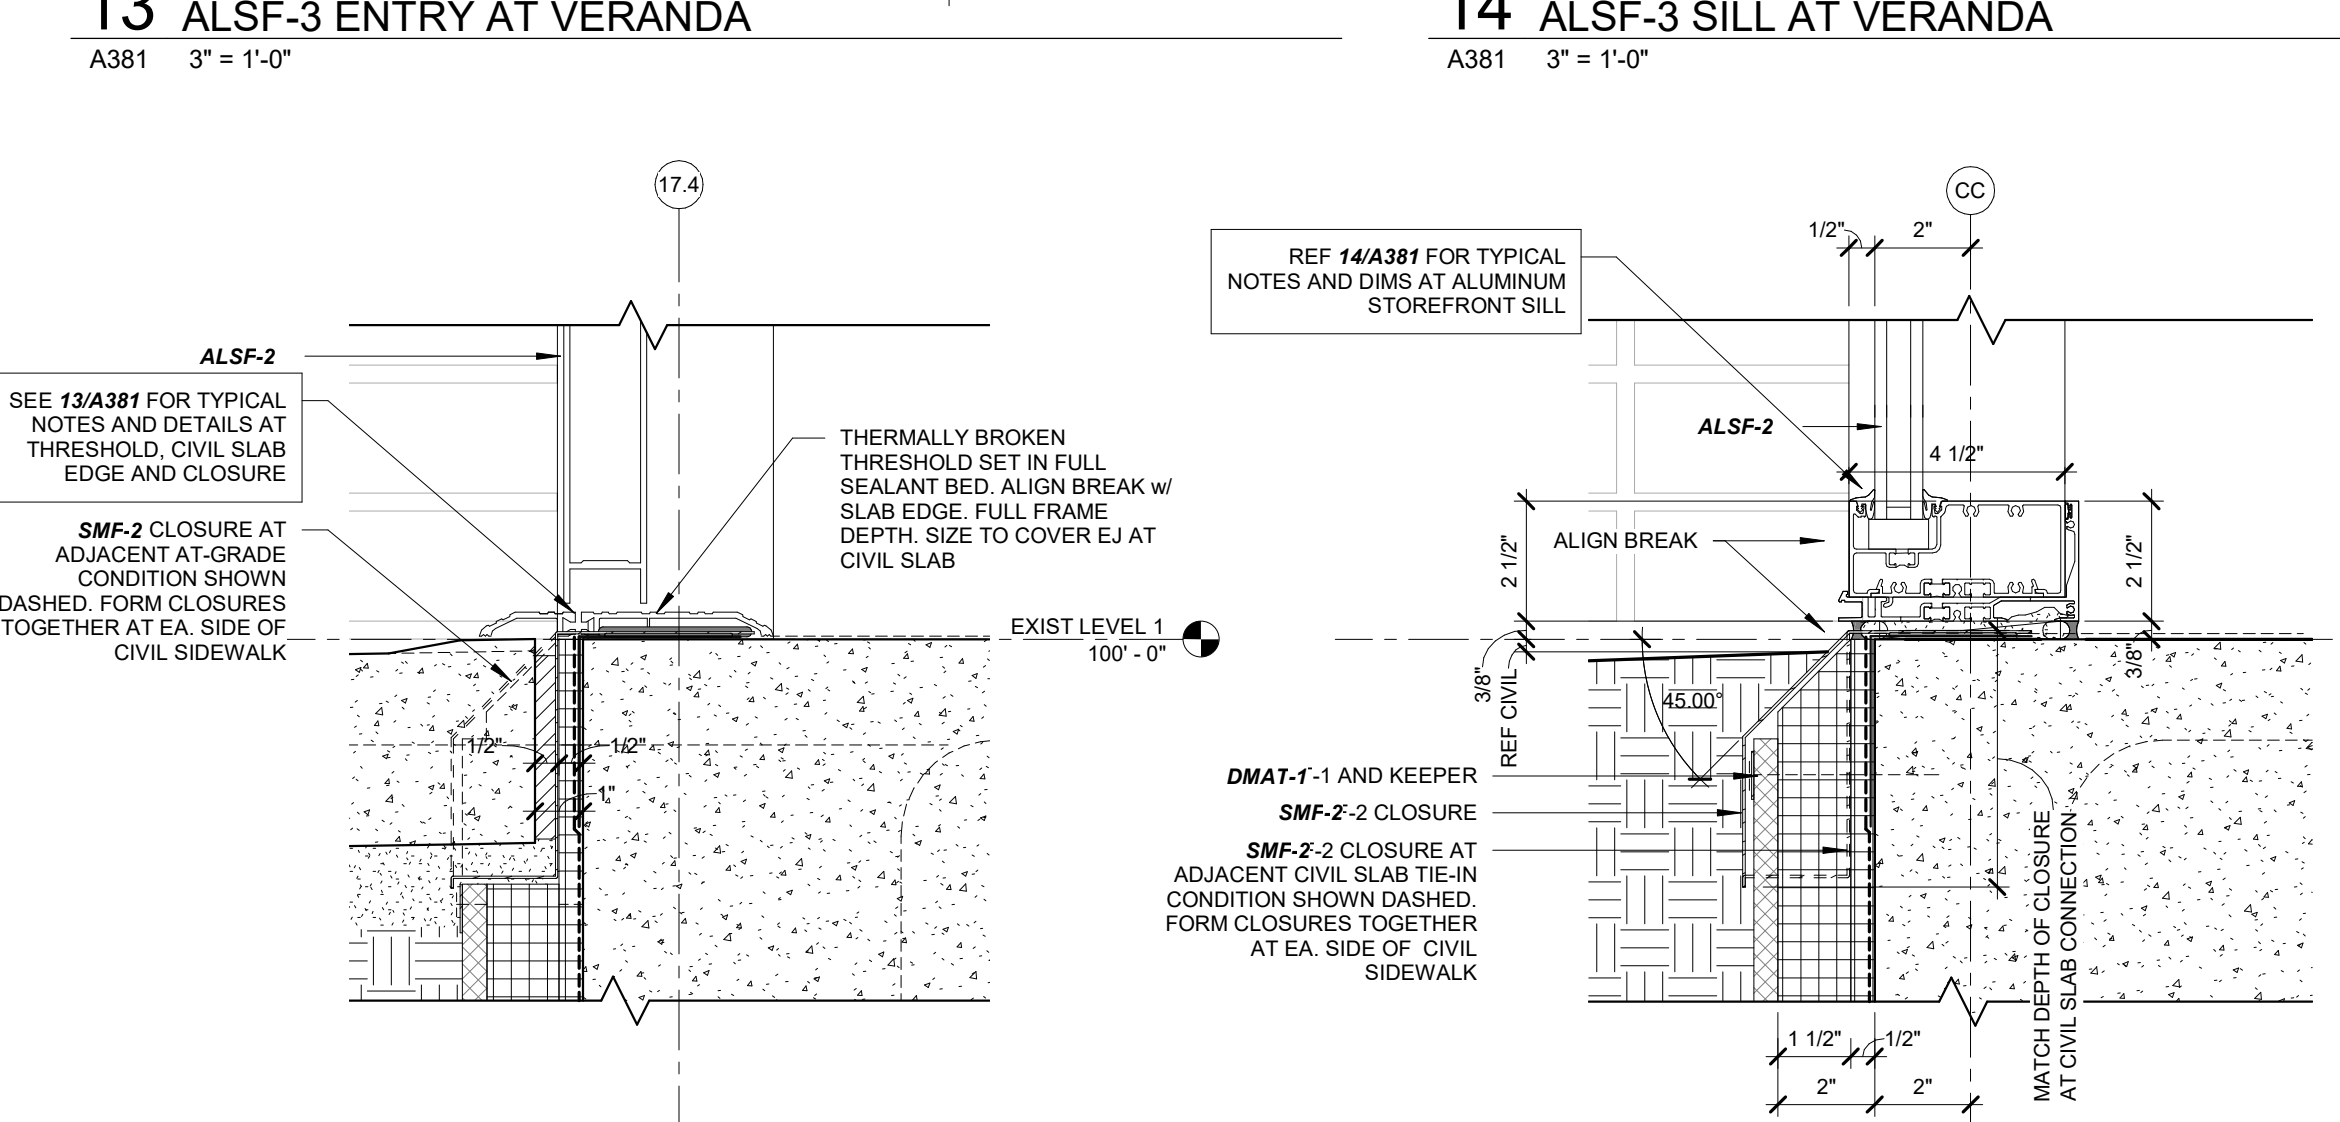 13 ALSF-3 ENTRY AT VERANDA
A381 3" = 1'-0"
14 ALSF-3 SILL AT VERANDA
A381 3" = 1'-0"
17.4
ALSF-2
SEE 13/A381 FOR TYPICAL
NOTES AND DETAILS AT
THRESHOLD, CIVIL SLAB
EDGE AND CLOSURE
SMF-2 CLOSURE AT
ADJACENT AT-GRADE
CONDITION SHOWN
DASHED. FORM CLOSURES
TOGETHER AT EA. SIDE OF
CIVIL SIDEWALK
THERMALLY BROKEN
THRESHOLD SET IN FULL
SEALANT BED. ALIGN BREAK w/
SLAB EDGE. FULL FRAME
DEPTH. SIZE TO COVER EJ AT
CIVIL SLAB
EXIST LEVEL 1
100' - 0"
1/2"
1/2"
1"
CC
1/2"
2"
REF 14/A381 FOR TYPICAL
NOTES AND DIMS AT ALUMINUM
STOREFRONT SILL
ALSF-2
4 1/2"
ALIGN BREAK
2 1/2"
2 1/2"
3/8"
3/8"
REF CIVIL
45.00°
DMAT-1 -1 AND KEEPER
SMF-2 -2 CLOSURE
SMF-2 -2 CLOSURE AT
ADJACENT CIVIL SLAB TIE-IN
CONDITION SHOWN DASHED.
FORM CLOSURES TOGETHER
AT EA. SIDE OF CIVIL
SIDEWALK
MATCH DEPTH OF CLOSURE
AT CIVIL SLAB CONNECTION
1 1/2"
1/2"
2"
2"